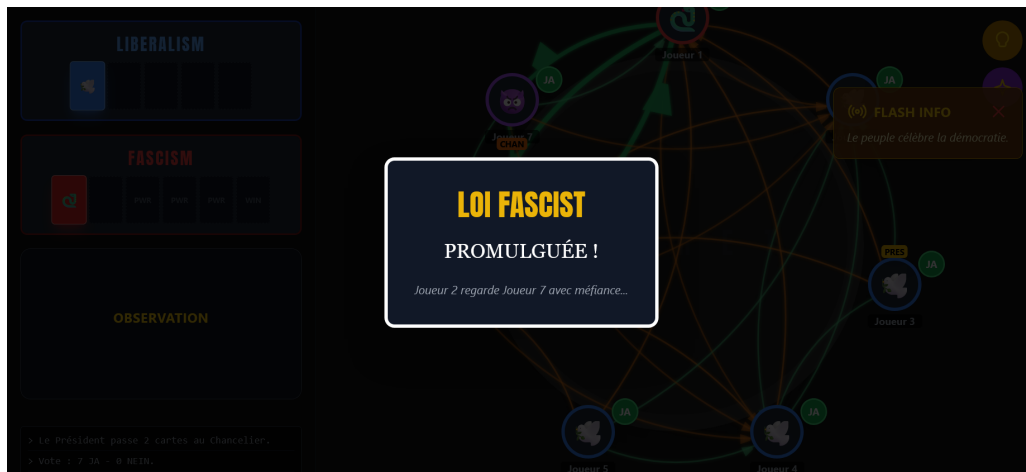 LIBERALISM
FASCISM
PWR PWR PWR WIN
OBSERVATION
> Le Président passe 2 cartes au Chancelier.
> Vote : 7 JA - 0 NEIN.
Joueur 1
JA
JA
Joueur 7
CHAN
FLASH INFO
Le peuple célèbre la démocratie.
LOI FASCIST
PROMULGUÉE !
Joueur 2 regarde Joueur 7 avec méfiance...
PRES
JA
Joueur 3
JA
JA
Joueur 5
Joueur 4